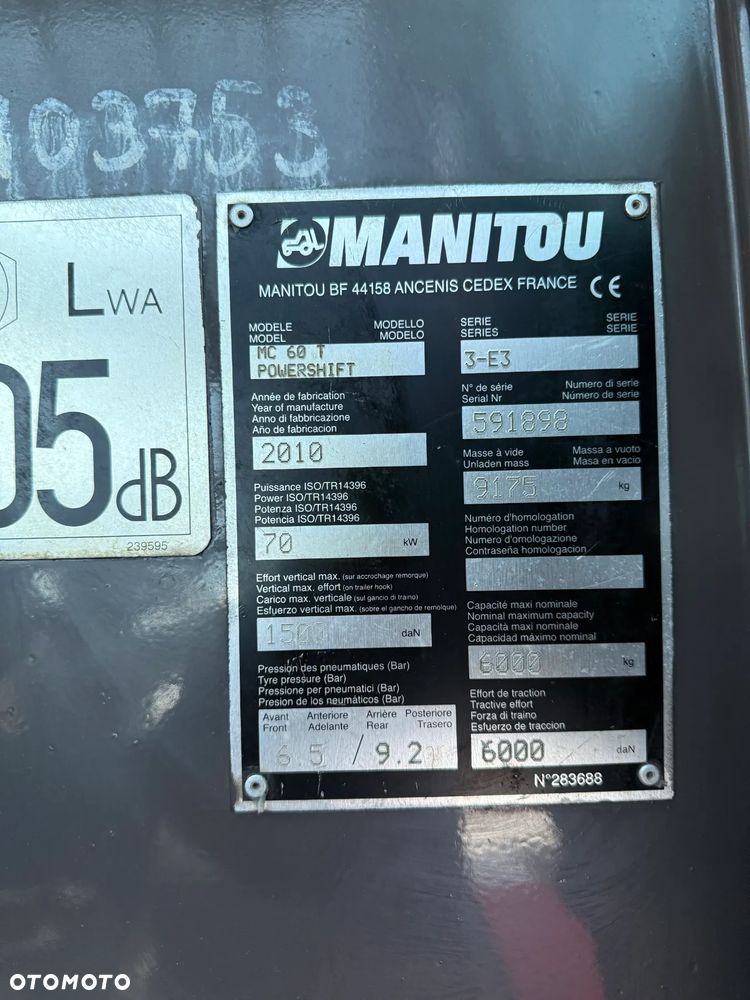 103753
LWA
05dB
239595
MANITOU
MANITOU BF 44158 ANCENIS CEDEX FRANCE CE
MODELE MODELLO
MODEL MODELO
MC 60 T
POWERSHIFT
Année de fabrication
Year of manufacture
Anno di fabbricazione
Año de fabricacion
2010
Puissance ISO/TR14396
Power ISO/TR14396
Potenza ISO/TR14396
Potencia ISO/TR14396
70 kW
Effort vertical max. (sur accrochage remorque)
Vertical max. effort (on trailer hook)
Carico max. verticale (sul gancio di traino)
Esfuerzo vertical max. (sobre el gancho de remolque)
150 daN
Pression des pneumatiques (Bar)
Tyre pressure (Bar)
Pressione per pneumatici (Bar)
Presion de los neumáticos (Bar)
Avant Anteriore Arrière Posteriore
Front Adelante Rear Trasero
6.5 / 9.2
SERIE SERIE
SERIES SERIE
3-E3
N° de série Numero di serie
Serial Nr Número de serie
591898
Masse à vide Massa a vuoto
Unladen mass Masa en vacio
9175 kg
Numéro d'homologation
Homologation number
Numero d'omologazione
Contraseña homologacion
Capacité maxi nominale
Nominal maximum capacity
Capacità maxi nominale
Capacidad máximo nominal
6000 kg
Effort de traction
Tractive effort
Forza di traino
Esfuerzo de traccion
6000 daN
N°283688
OTOMOTO